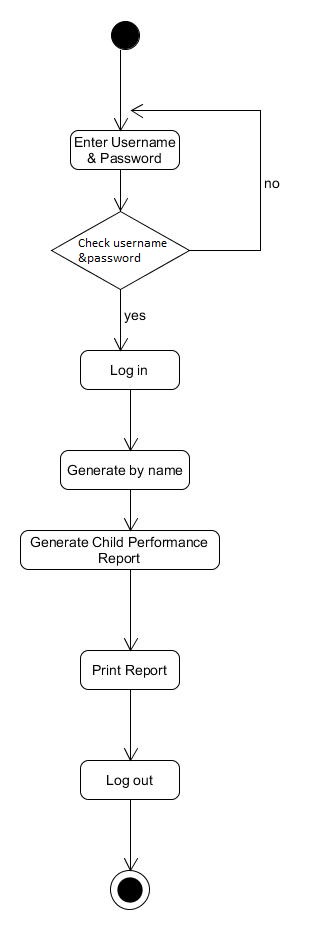 Enter Username
& Password
no
Check username
&password
yes
Log in
Generate by name
Generate Child Performance
Report
Print Report
Log out